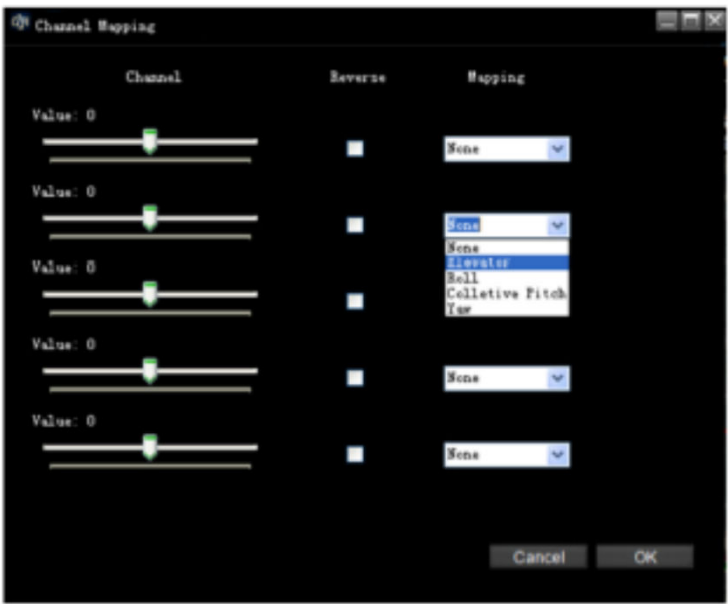 Channel Mapping
Channel Reverse Mapping
Value: 0
None
Value: 0
None
None
Elevator
Roll
Colletive Pitch
Yaw
Value: 0
Value: 0
None
Value: 0
None
Cancel OK